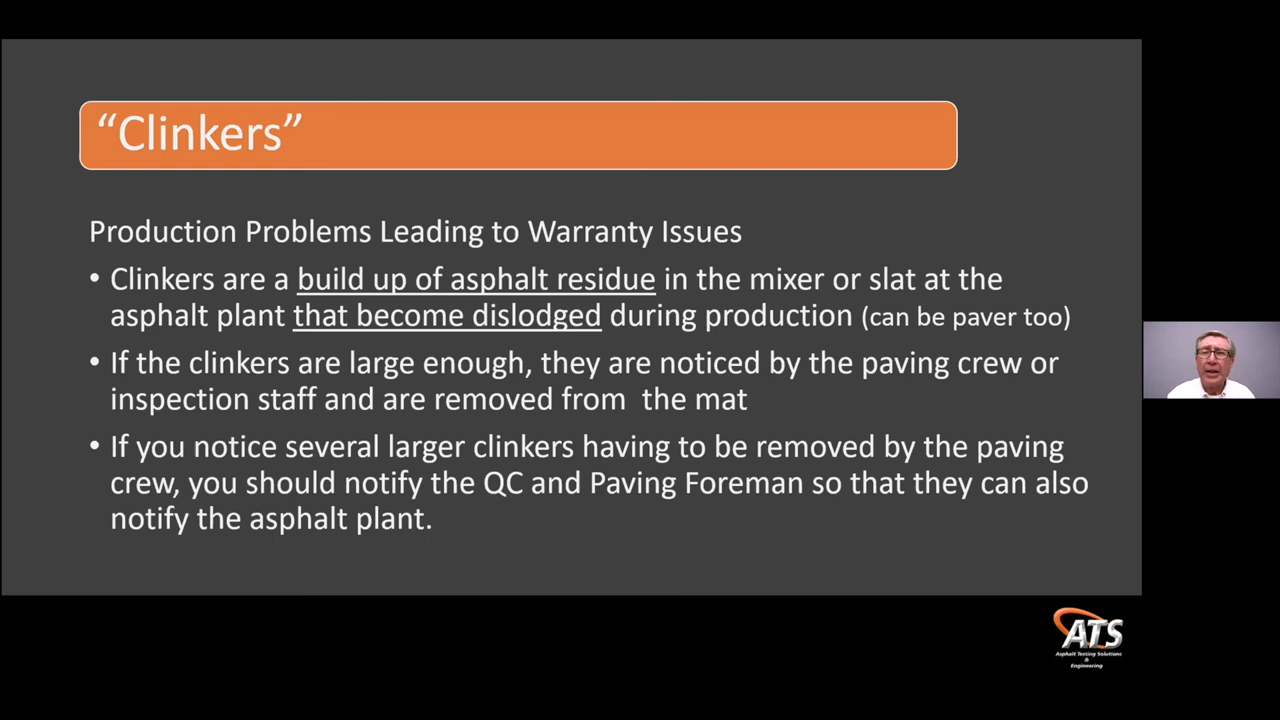 “Clinkers”
Production Problems Leading to Warranty Issues
• Clinkers are a build up of asphalt residue in the mixer or slat at the
asphalt plant that become dislodged during production (can be paver too)
• If the clinkers are large enough, they are noticed by the paving crew or
inspection staff and are removed from  the mat
• If you notice several larger clinkers having to be removed by the paving
crew, you should notify the QC and Paving Foreman so that they can also
notify the asphalt plant.
ATS
Asphalt Testing Solutions
&
Engineering